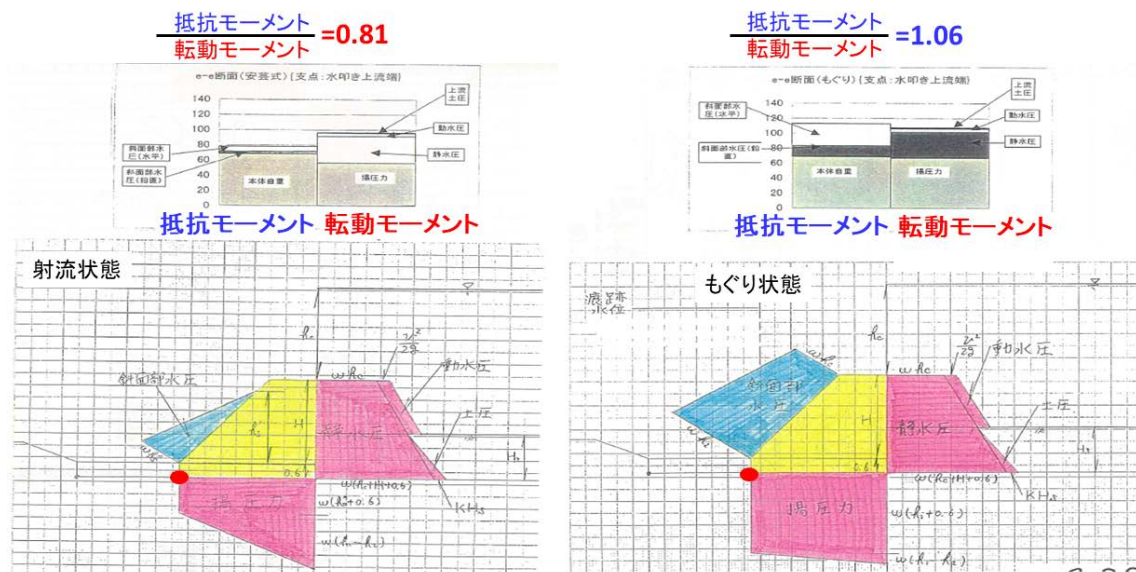 抵抗モーメント
転動モーメント
=0.81
e-e断面(安芸式){支点:水叩き上流端}
140
120
100
80
60
40
20
0
斜面部水
圧(水平)
斜面部水
圧(鉛直)
本体自重
揚圧力
上流
土圧
動水圧
静水圧
抵抗モーメント 転動モーメント
射流状態
斜面部水圧
動水圧
土圧
静水圧
H
0.6
揚圧力
抵抗モーメント
転動モーメント
=1.06
e-e断面(もぐり){支点:水叩き上流端}
140
120
100
80
60
40
20
0
斜面部水
圧(水平)
斜面部水圧(鉛
直)
本体自重
揚圧力
上流
土圧
動水圧
静水圧
抵抗モーメント 転動モーメント
もぐり状態
痕跡
水位
斜面部
水圧
動水圧
土圧
静水圧
H
0.6
揚圧力